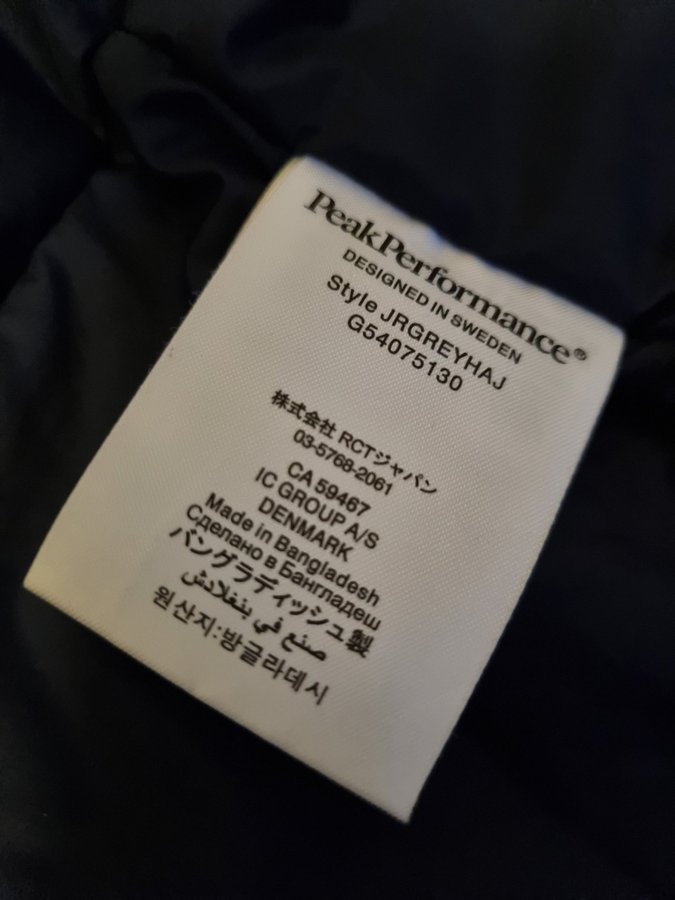 PeakPerformance®
DESIGNED IN SWEDEN
Style JRGREYHAJ
G54075130
株式会社 RCTジャパン
03-5768-2061
CA 59467
IC GROUP A/S
DENMARK
Made in Bangladesh
Сделано в Бангладеш
バングラディッシュ製
صنع في بنغلادش
원산지:방글라데시